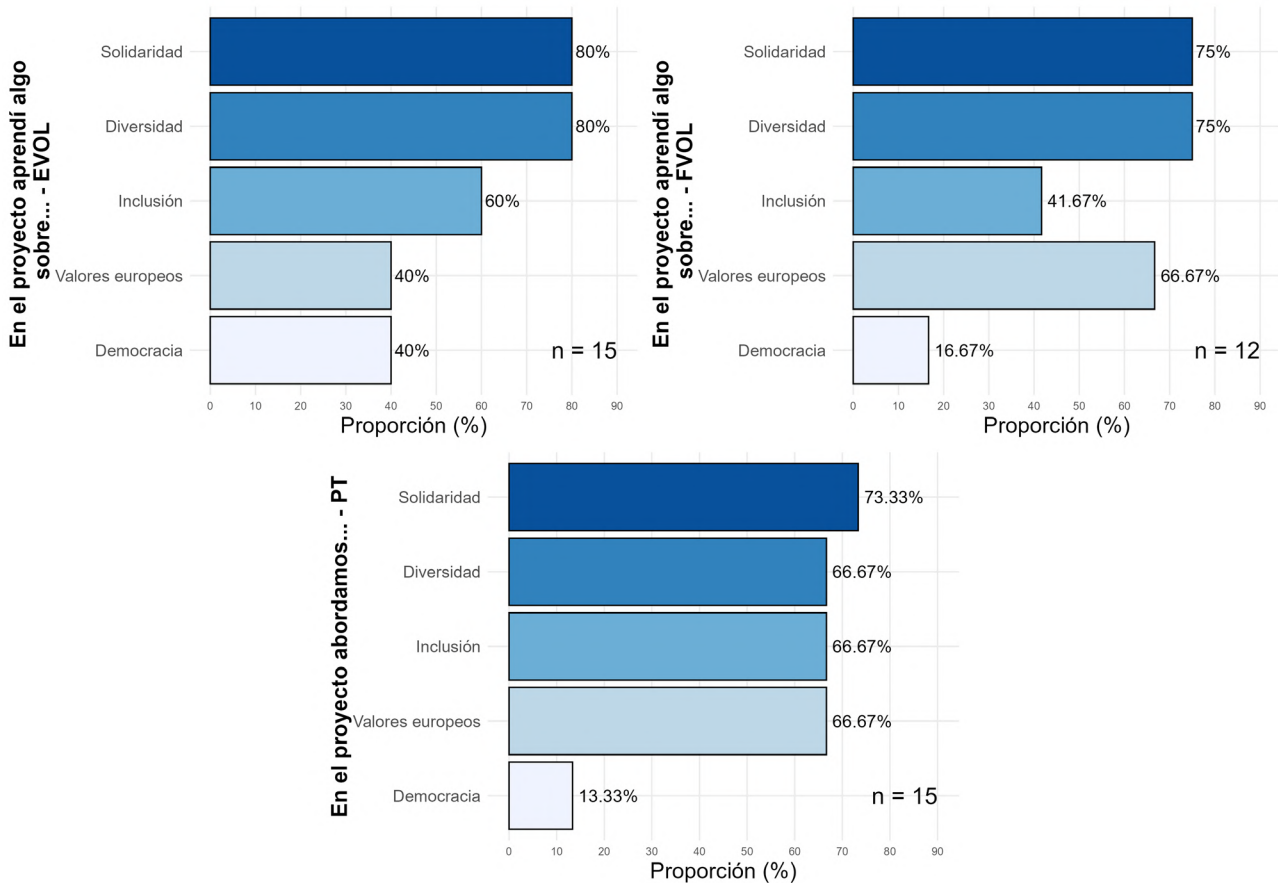 En el proyecto aprendí algo
sobre... - EVOL
Solidaridad
80%
Diversidad
80%
Inclusión
60%
Valores europeos
40%
Democracia
40%
n = 15
0 10 20 30 40 50 60 70 80 90
Proporción (%)
En el proyecto aprendí algo
sobre... - FVOL
Solidaridad
75%
Diversidad
75%
Inclusión
41.67%
Valores europeos
66.67%
Democracia
16.67%
n = 12
0 10 20 30 40 50 60 70 80 90
Proporción (%)
En el proyecto abordamos... - PT
Solidaridad
73.33%
Diversidad
66.67%
Inclusión
66.67%
Valores europeos
66.67%
Democracia
13.33%
n = 15
0 10 20 30 40 50 60 70 80 90
Proporción (%)